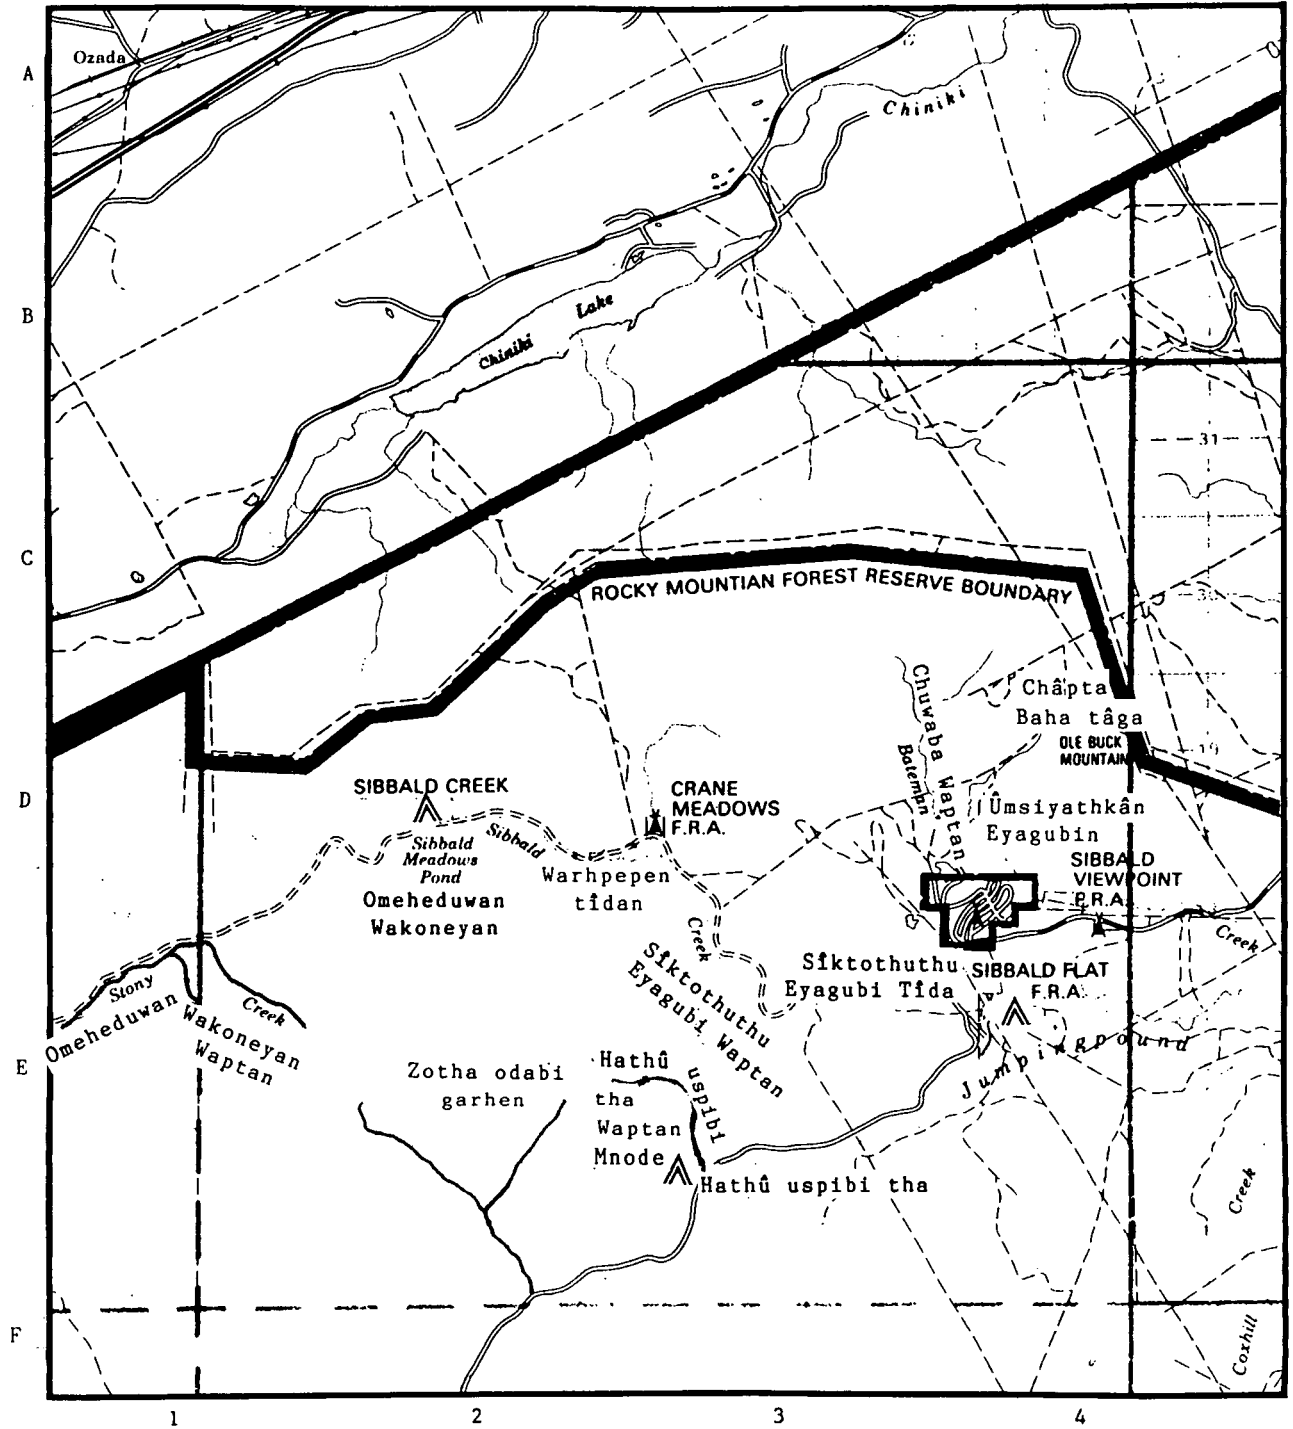 A
Ozada
Chiniki
B
Lake
Chiniki
31
C
ROCKY MOUNTIAN FOREST RESERVE BOUNDARY
30
Châpta
Baha tâga
OLE BUCK
MOUNTAIN
19
Chuwaba Waptan
Bateman
D
SIBBALD CREEK
Sibbald
Meadows
Pond
Sibbald
CRANE
MEADOWS
F.R.A.
Ûmsiyathkân
Eyagubin
SIBBALD
VIEWPOINT
P.R.A.
Omeheduwan
Wakoneyan
Warhpepen
tîdan
Creek
Creek
Sîktothuthu
Eyagubi Waptan
Sîktothuthu
Eyagubi Tîda
SIBBALD FLAT
F.R.A.
Stony
Creek
Omeheduwan
Wakoneyan
Waptan
E
Jumpingpound
Zotha odabi
garhen
Hathû
uspibi
tha
Waptan
Mnode
Hathû uspibi tha
Creek
F
Coxhill
1
2
3
4